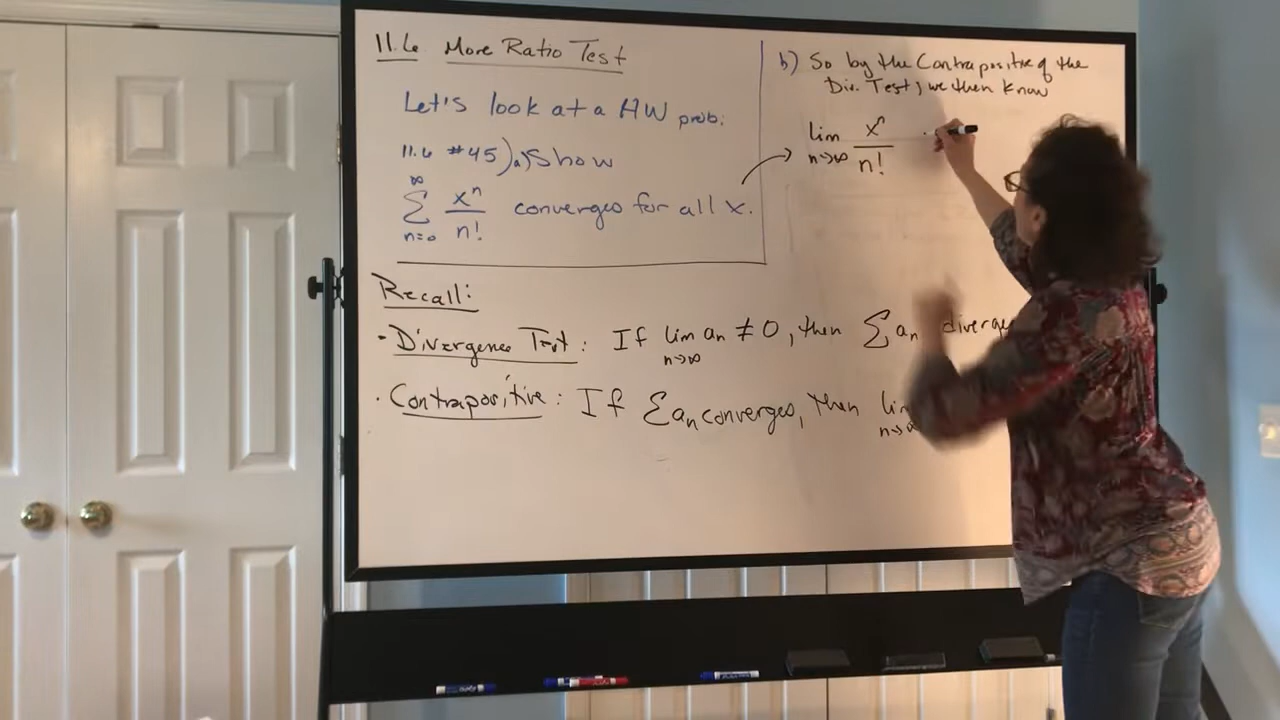 11.6 More Ratio Test
Let's look at a HW prob:
11.6 #45) a) Show
∞
∑ xⁿ/n! converges for all x.
n=0
b) So by the Contrapositive of the
Div. Test, we then know
lim xⁿ/n!
n→∞
Recall:
· Divergence Test: If lim an ≠ 0, then ∑ an
n→∞
· Contrapositive: If ∑ an converges, then
n→